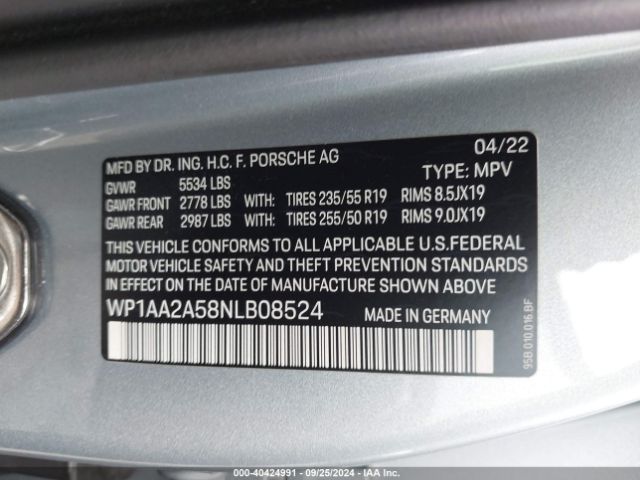 MFD BY DR. ING. H.C. F. PORSCHE AG 04/22
GVWR 5534 LBS TYPE: MPV
GAWR FRONT 2778 LBS WITH: TIRES 235/55 R19 RIMS 8.5JX19
GAWR REAR 2987 LBS WITH: TIRES 255/50 R19 RIMS 9.0JX19
THIS VEHICLE CONFORMS TO ALL APPLICABLE U.S.FEDERAL
MOTOR VEHICLE SAFETY AND THEFT PREVENTION STANDARDS
IN EFFECT ON THE DATE OF MANUFACTURE SHOWN ABOVE
WP1AA2A58NLB08524 MADE IN GERMANY
95B.010.016.BF
000-40424991 - 09/25/2024 - IAA Inc.